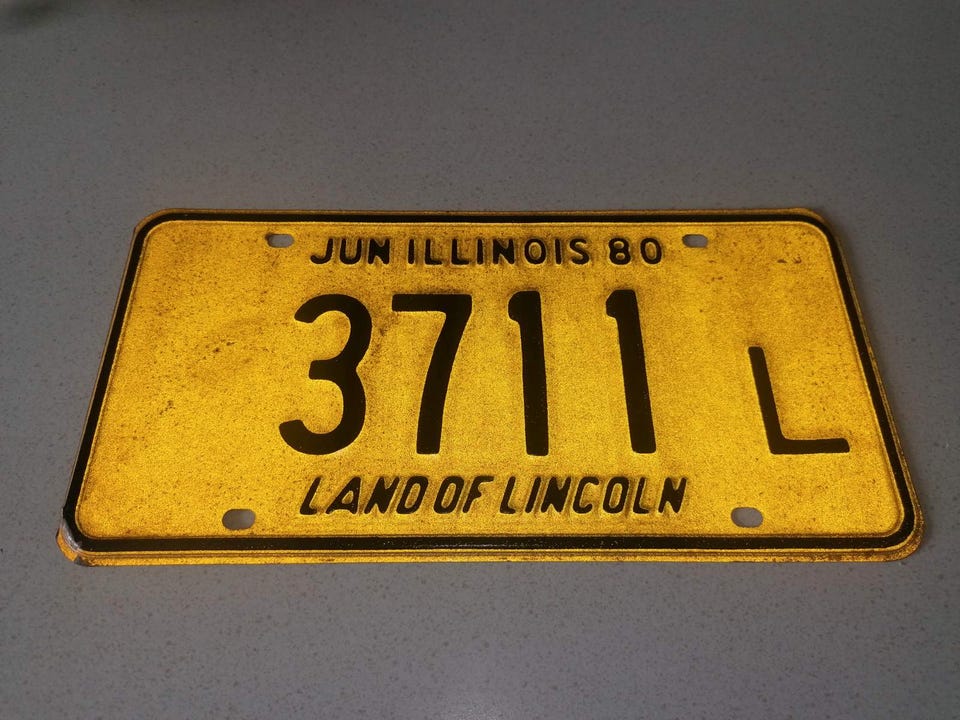 JUN ILLINOIS 80
3711 L
LAND OF LINCOLN